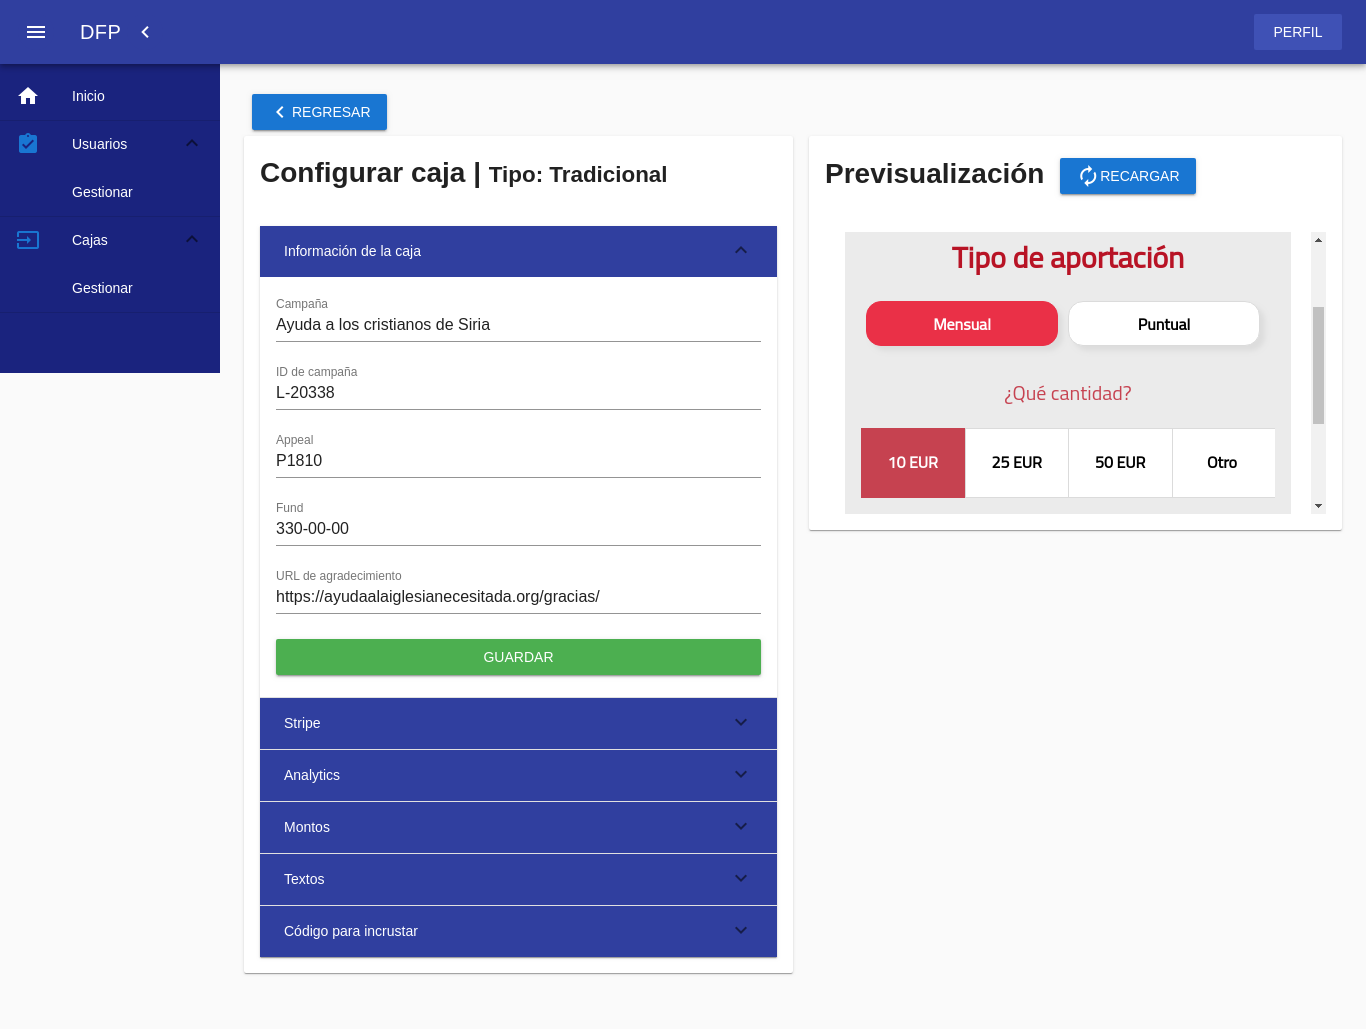 DFP
PERFIL
Inicio
Usuarios
Gestionar
Cajas
Gestionar
REGRESAR
Configurar caja | Tipo: Tradicional
Información de la caja
Campaña
Ayuda a los cristianos de Siria
ID de campaña
L-20338
Appeal
P1810
Fund
330-00-00
URL de agradecimiento
https://ayudaalaiglesianecesitada.org/gracias/
GUARDAR
Stripe
Analytics
Montos
Textos
Código para incrustar
Previsualización
RECARGAR
Tipo de aportación
Mensual
Puntual
¿Qué cantidad?
10 EUR
25 EUR
50 EUR
Otro